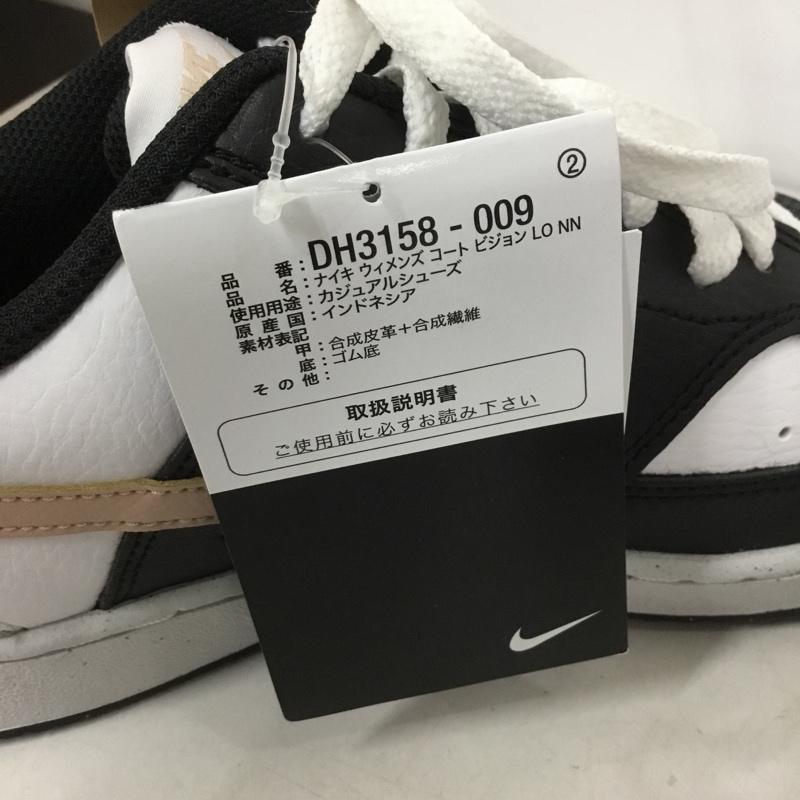 ②
品番：DH3158 - 009
品名：ナイキ ウィメンズ コート ビジョン LO NN
使用用途：カジュアルシューズ
原産国：インドネシア
素材表記
甲：合成皮革＋合成繊維
底：ゴム底
その他：
取扱説明書
ご使用前に必ずお読み下さい